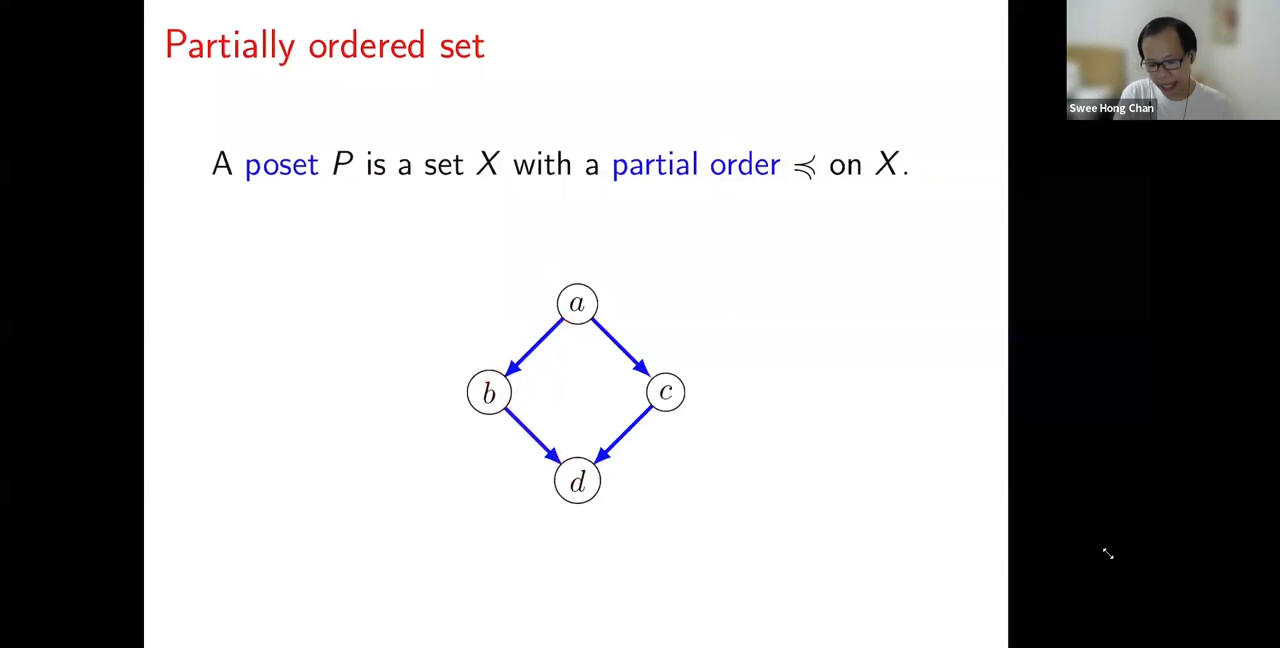 Partially ordered set
Swee Hong Chan
A poset P is a set X with a partial order ≼ on X.
a
b
c
d